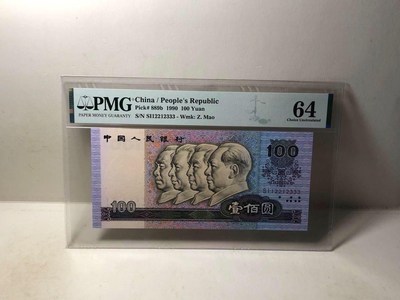 PMG
PAPER MONEY GUARANTY
China / People's Republic
Pick# 889b 1990 100 Yuan
S/N SI12212333 - Wmk: Z. Mao
64
Choice Uncirculated
中国人民银行
100
SI12212333
100
壹佰圆